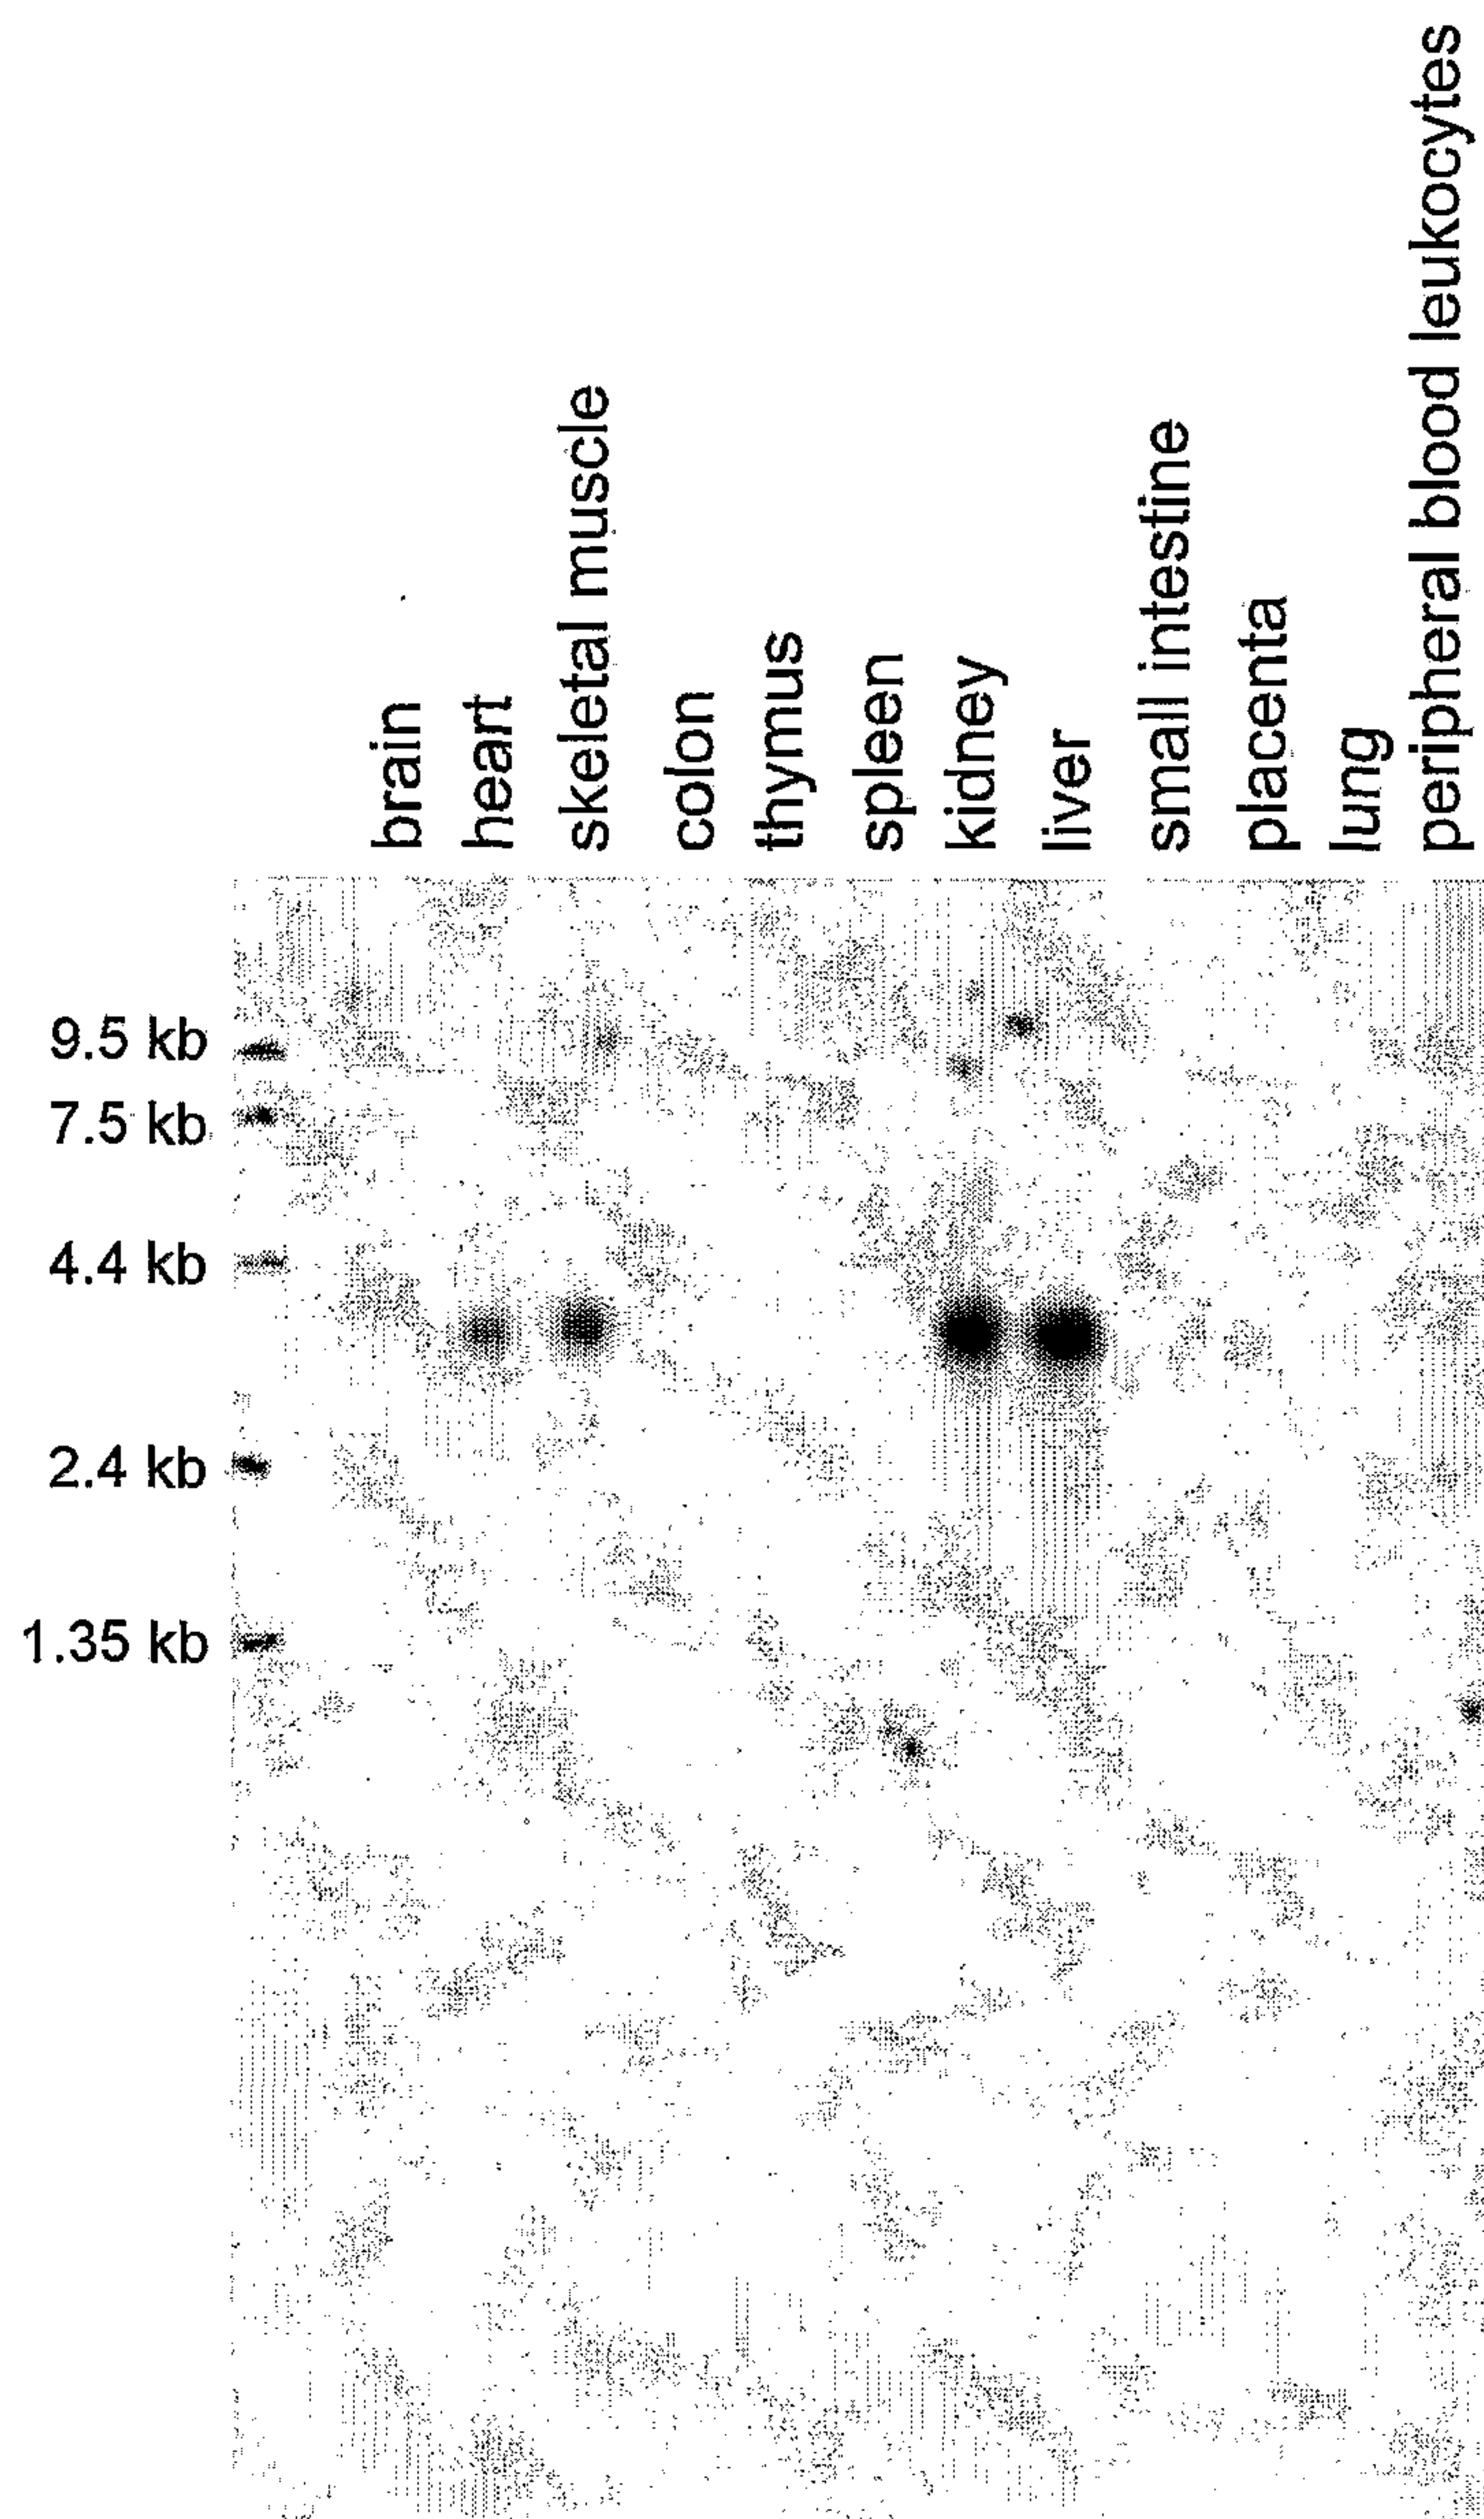 brain
heart
skeletal muscle
colon
thymus
spleen
kidney
liver
small intestine
placenta
lung
peripheral blood leukocytes
9.5 kb
7.5 kb
4.4 kb
2.4 kb
1.35 kb